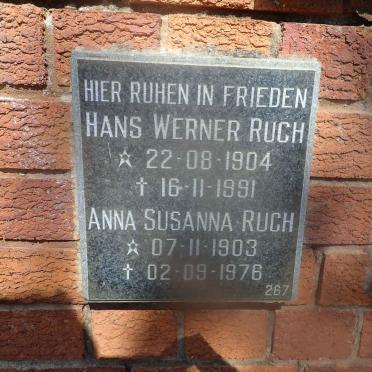 HIER RUHEN IN FRIEDEN
HANS WERNER RUCH
☆ 22-08-1904
✝ 16-11-1991
ANNA SUSANNA RUCH
☆ 07-11-1903
✝ 02-09-1976
267